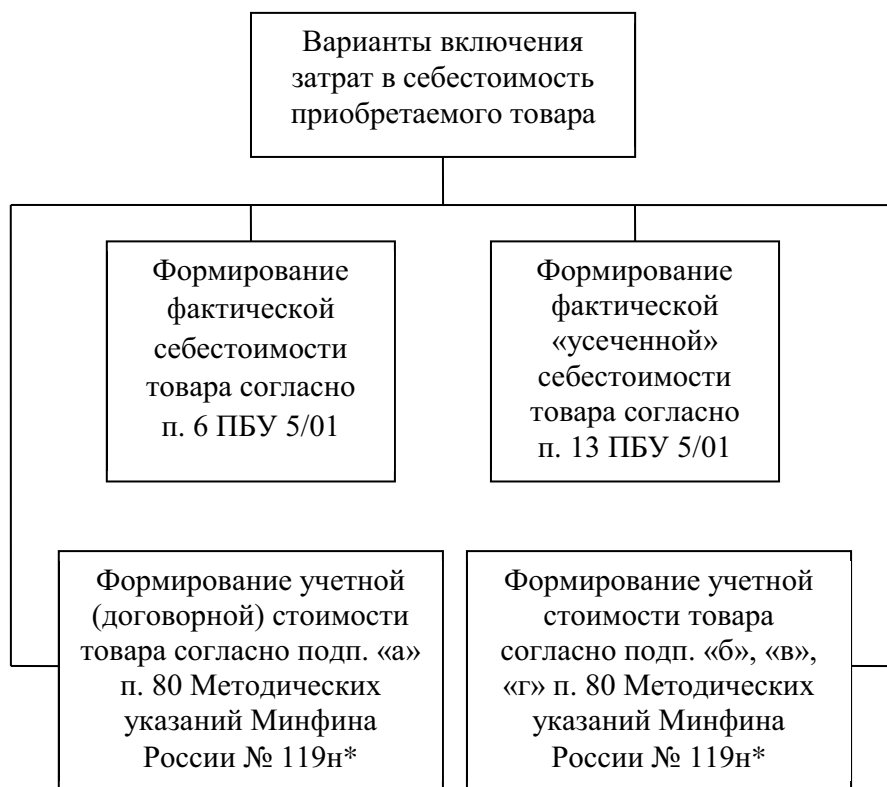 Варианты включения
затрат в себестоимость
приобретаемого товара
Формирование
фактической
себестоимости
товара согласно
п. 6 ПБУ 5/01
Формирование
фактической
«усеченной»
себестоимости
товара согласно
п. 13 ПБУ 5/01
Формирование учетной
(договорной) стоимости
товара согласно подп. «а»
п. 80 Методических
указаний Минфина
России № 119н*
Формирование учетной
стоимости товара
согласно подп. «б», «в»,
«г» п. 80 Методических
указаний Минфина
России № 119н*